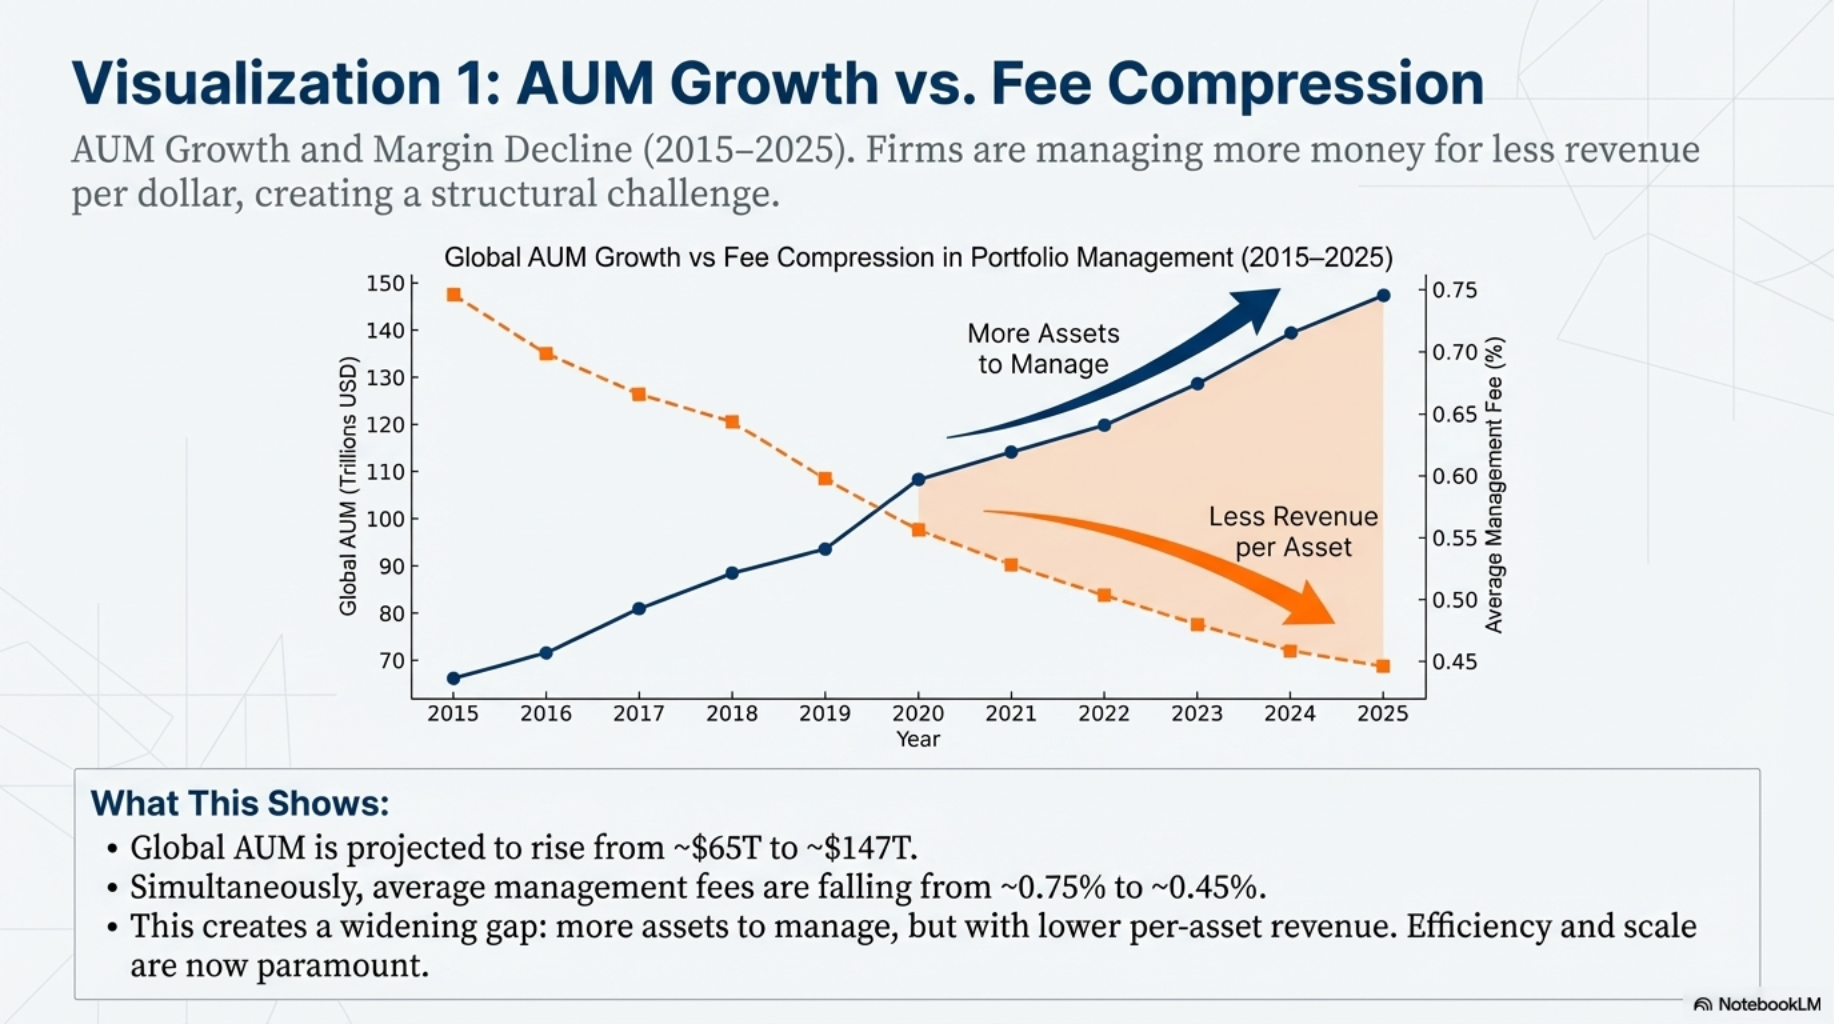 Visualization 1: AUM Growth vs. Fee Compression
AUM Growth and Margin Decline (2015–2025). Firms are managing more money for less revenue
per dollar, creating a structural challenge.
Global AUM Growth vs Fee Compression in Portfolio Management (2015–2025)
Global AUM (Trillions USD)
150
140
130
120
110
100
90
80
70
More Assets
to Manage
Less Revenue
per Asset
0.75
0.70
0.65
0.60
0.55
0.50
0.45
Average Management Fee (%)
2015 2016 2017 2018 2019 2020 2021 2022 2023 2024 2025
Year
What This Shows:
• Global AUM is projected to rise from ~$65T to ~$147T.
• Simultaneously, average management fees are falling from ~0.75% to ~0.45%.
• This creates a widening gap: more assets to manage, but with lower per-asset revenue. Efficiency and scale
are now paramount.
NotebookLM